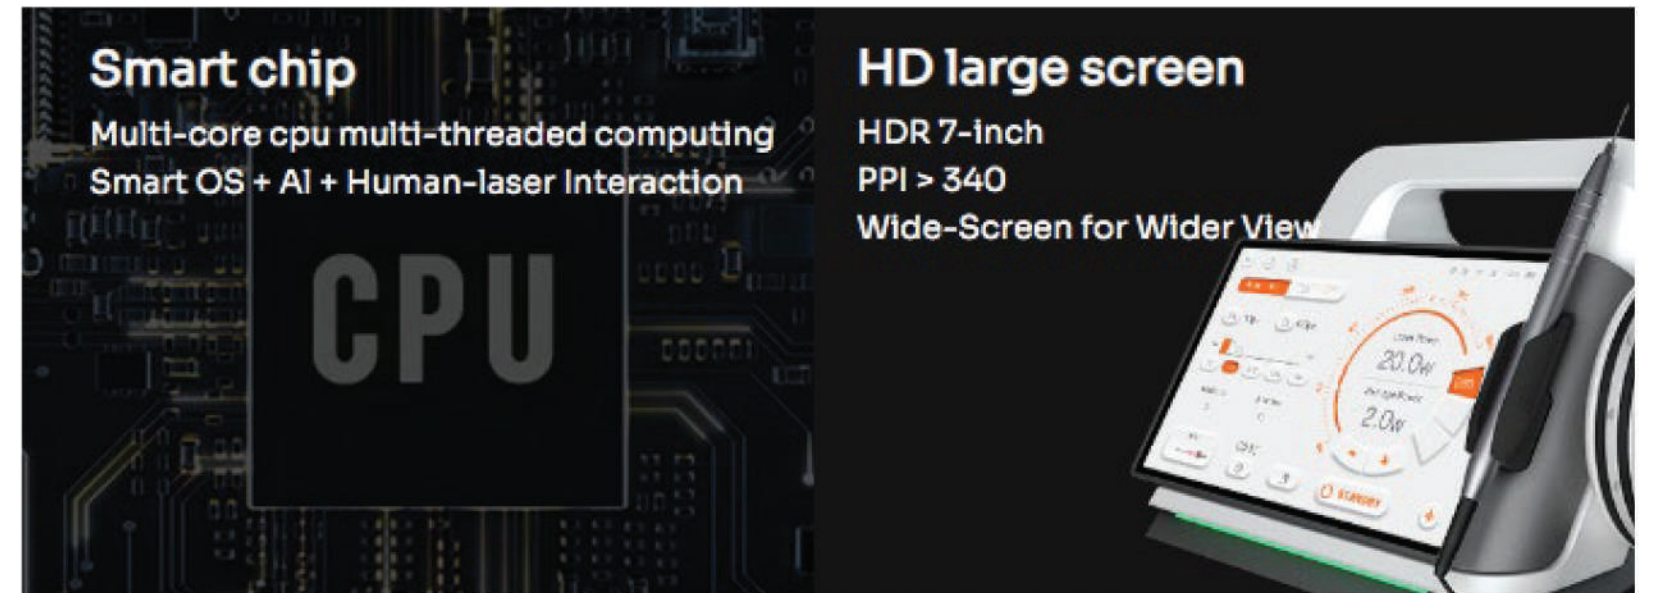 Smart chip
Multi-core cpu multi-threaded computing
Smart OS + AI + Human-laser Interaction
CPU
HD large screen
HDR 7-inch
PPI > 340
Wide-Screen for Wider View
20.0w
2.0w
STANDBY